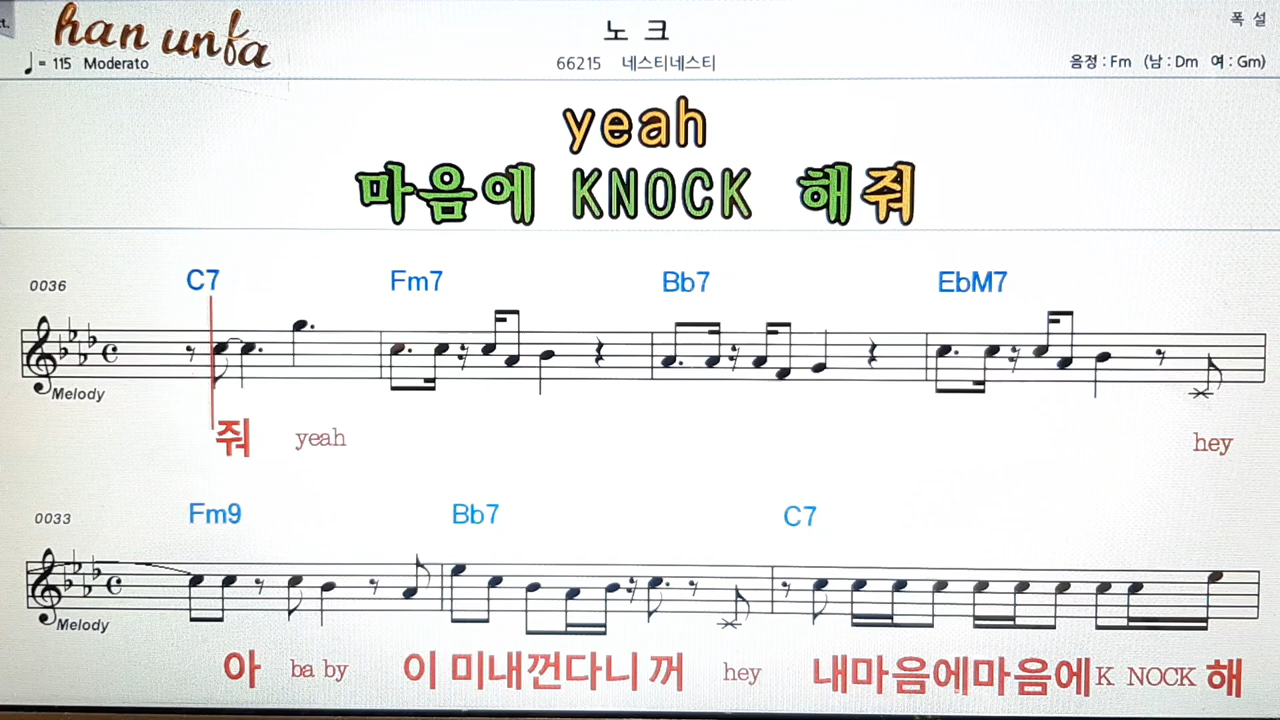 han unfa
노 크
폭 설
♩= 115 Moderato
66215 네스티네스티
음정 : Fm (남 : Dm 여 : Gm)
yeah
마음에 KNOCK 해줘
0036 C7 Fm7 Bb7 EbM7
Melody
줘 yeah hey
0033 Fm9 Bb7 C7
Melody
아 ba by 이 미내껀다니 꺼 hey 내마음에마음에K NOCK 해